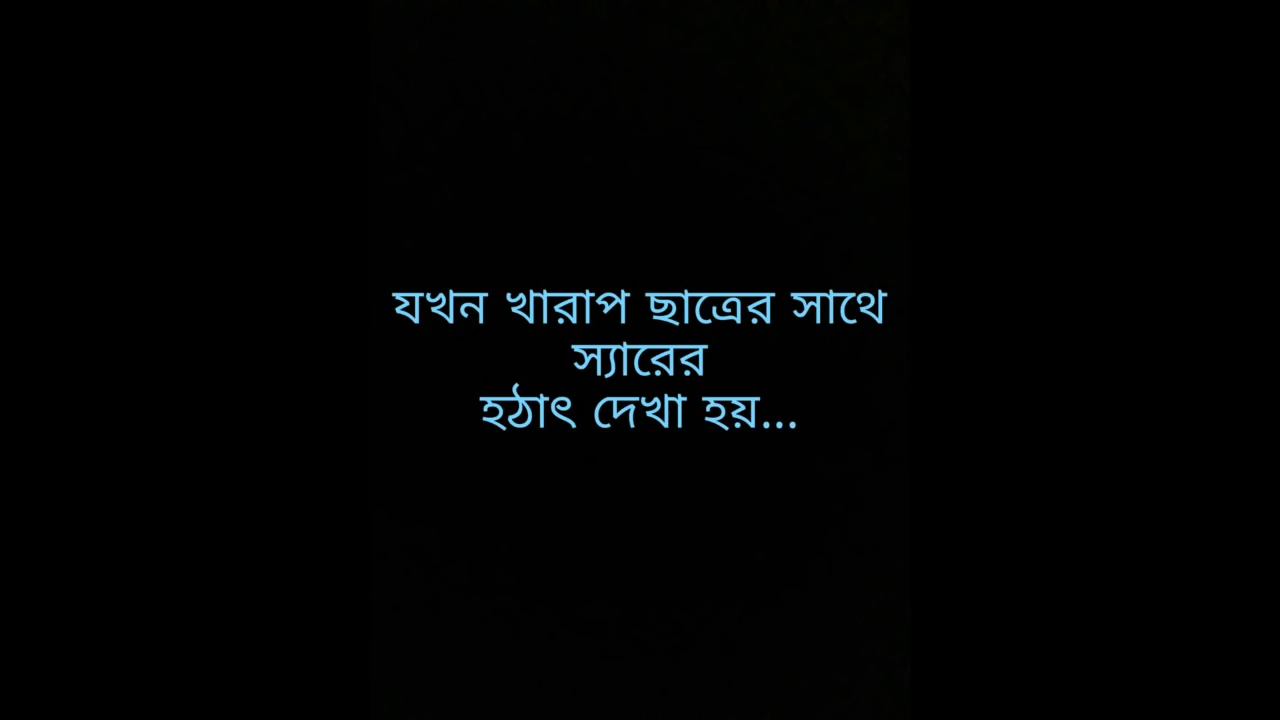 যখন খারাপ ছাত্রের সাথে
স্যারের
হঠাৎ দেখা হয়...